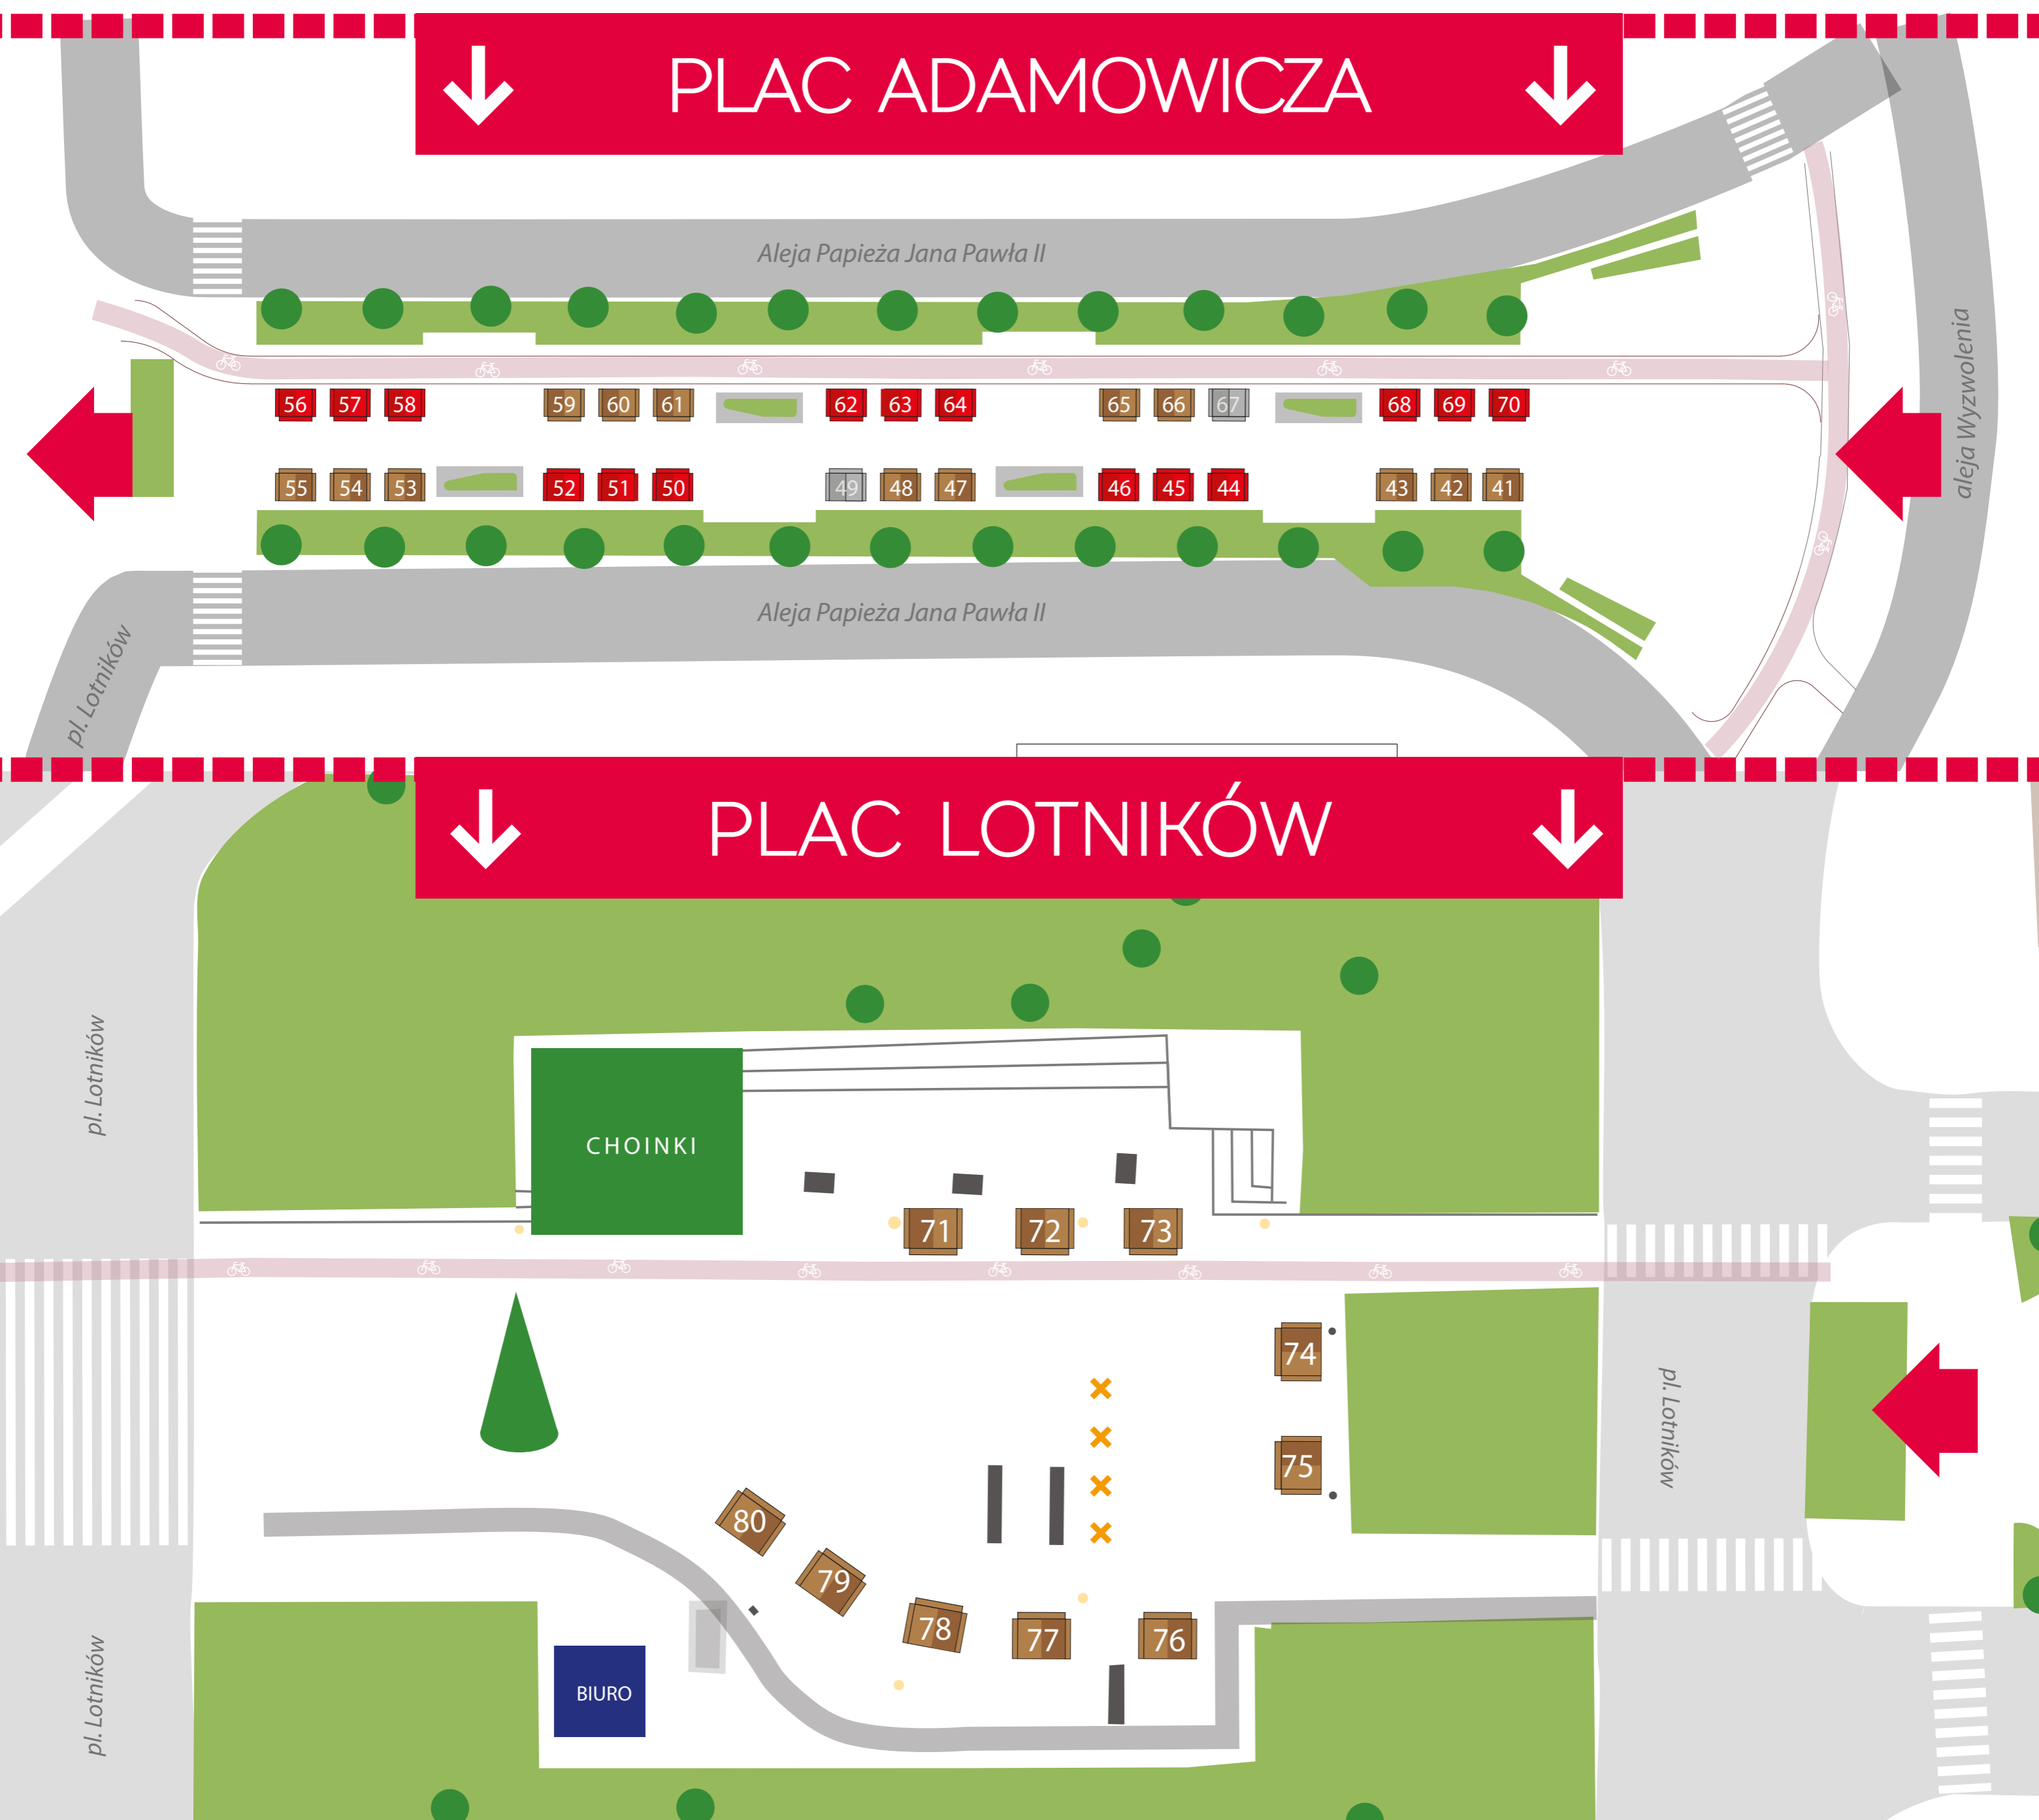 PLAC ADAMOWICZA
Aleja Papieża Jana Pawła II
aleja Wyzwolenia
56 57 58 59 60 61 62 63 64 65 66 67 68 69 70
55 54 53 52 51 50 49 48 47 46 45 44 43 42 41
Aleja Papieża Jana Pawła II
pl. Lotników
PLAC LOTNIKÓW
pl. Lotników
CHOINKI
71 72 73
74
pl. Lotników
75
80
79
78 77 76
BIURO
pl. Lotników